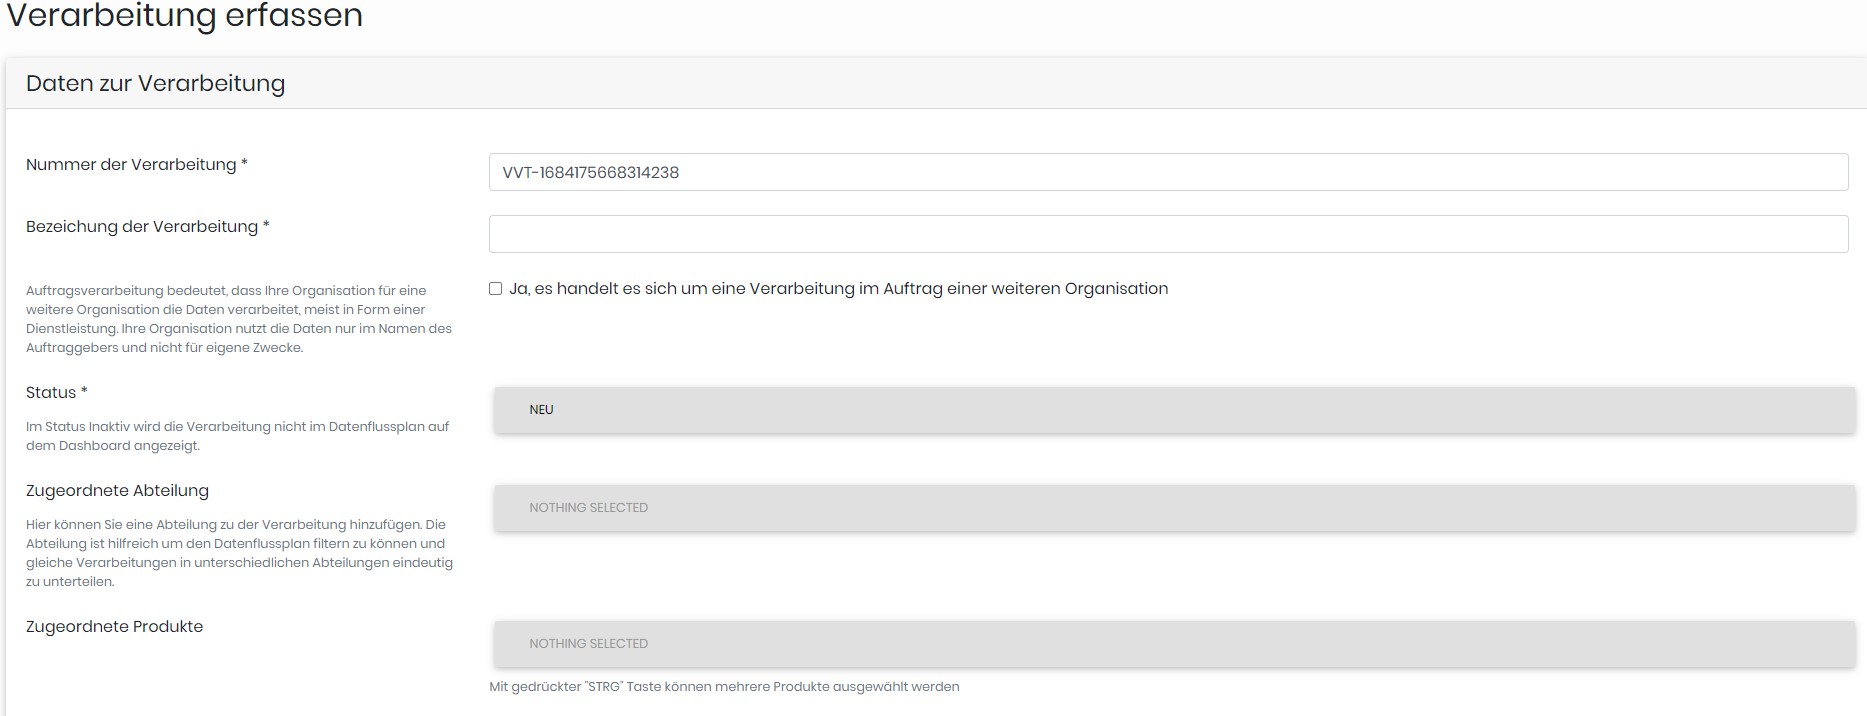 Verarbeitung erfassen
Daten zur Verarbeitung
Nummer der Verarbeitung *
VVT-1684175668314238
Bezeichung der Verarbeitung *
Auftragsverarbeitung bedeutet, dass Ihre Organisation für eine
weitere Organisation die Daten verarbeitet, meist in Form einer
Dienstleistung. Ihre Organisation nutzt die Daten nur im Namen des
Auftraggebers und nicht für eigene Zwecke.
Ja, es handelt es sich um eine Verarbeitung im Auftrag einer weiteren Organisation
Status *
Im Status Inaktiv wird die Verarbeitung nicht im Datenflussplan auf
dem Dashboard angezeigt.
NEU
Zugeordnete Abteilung
Hier können Sie eine Abteilung zu der Verarbeitung hinzufügen. Die
Abteilung ist hilfreich um den Datenflussplan filtern zu können und
gleiche Verarbeitungen in unterschiedlichen Abteilungen eindeutig
zu unterteilen.
NOTHING SELECTED
Zugeordnete Produkte
NOTHING SELECTED
Mit gedrückter "STRG" Taste können mehrere Produkte ausgewählt werden